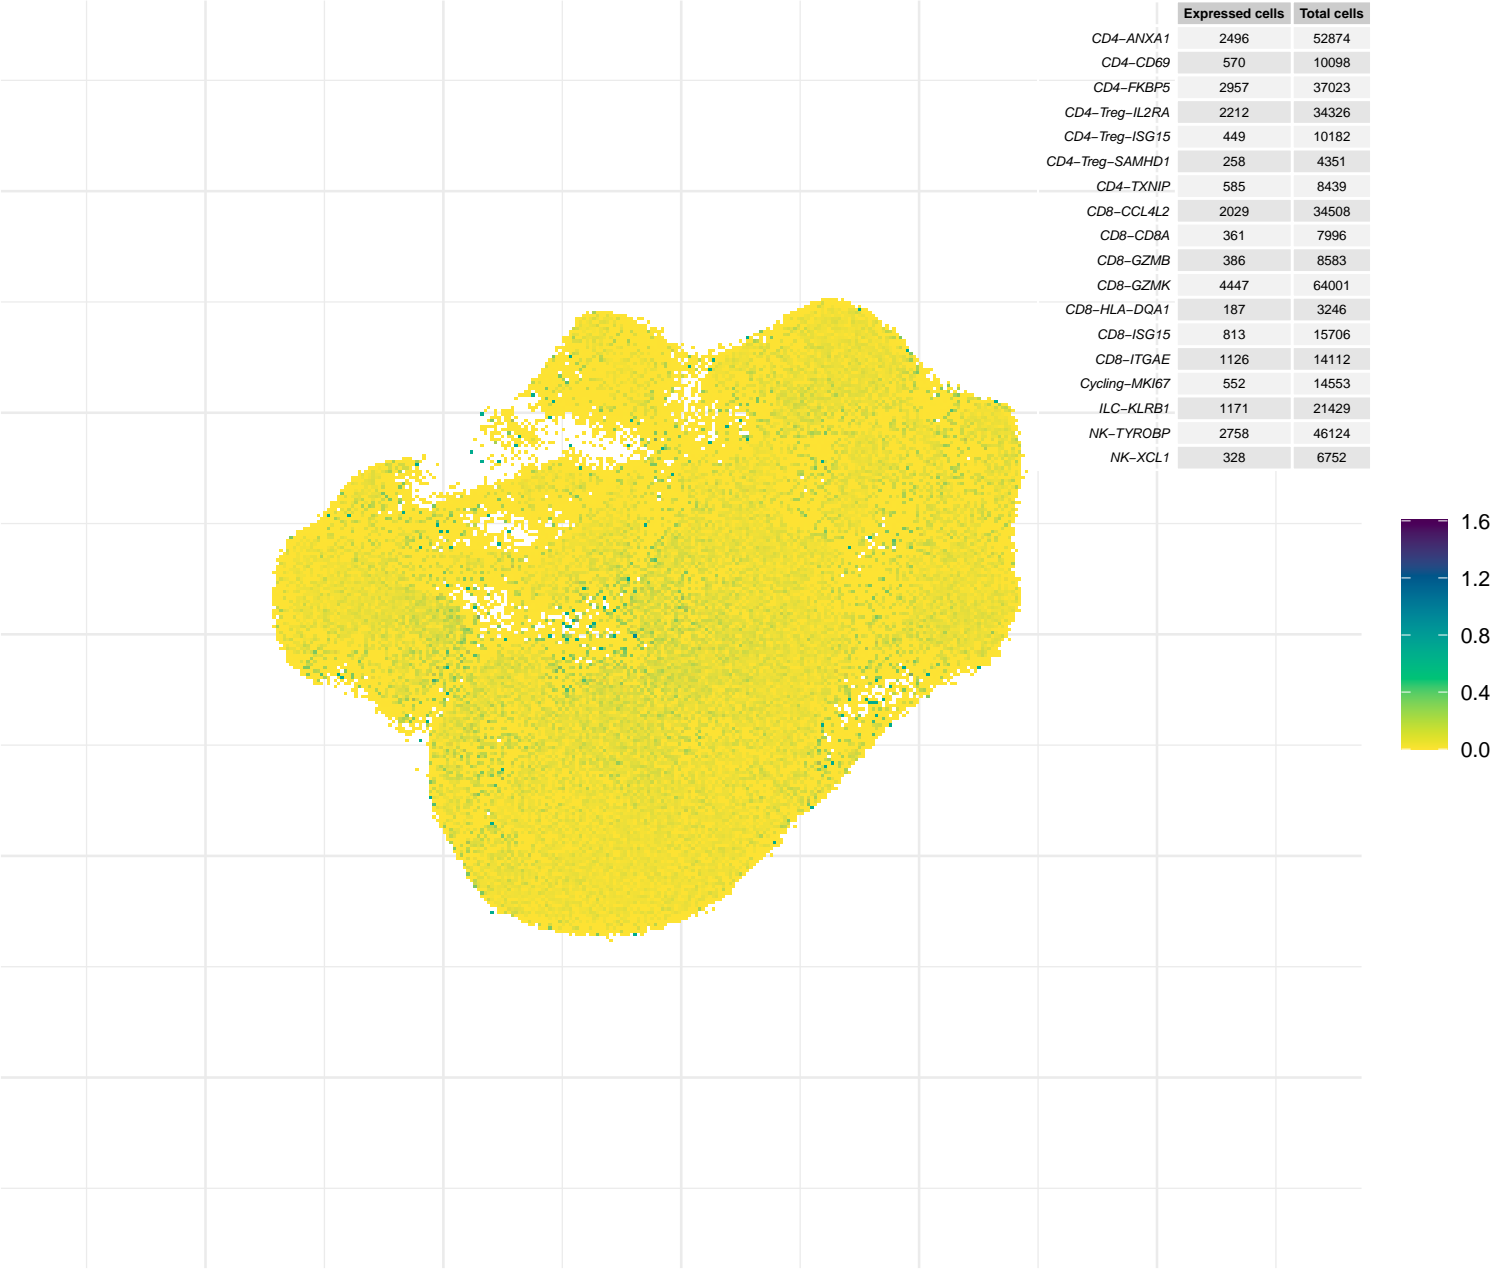 Expressed cells Total cells
CD4−ANXA1 2496 52874
CD4−CD69 570 10098
CD4−FKBP5 2957 37023
CD4−Treg−IL2RA 2212 34326
CD4−Treg−ISG15 449 10182
CD4−Treg−SAMHD1 258 4351
CD4−TXNIP 585 8439
CD8−CCL4L2 2029 34508
CD8−CD8A 361 7996
CD8−GZMB 386 8583
CD8−GZMK 4447 64001
CD8−HLA−DQA1 187 3246
CD8−ISG15 813 15706
CD8−ITGAE 1126 14112
Cycling−MKI67 552 14553
ILC−KLRB1 1171 21429
NK−TYROBP 2758 46124
NK−XCL1 328 6752
1.6
1.2
0.8
0.4
0.0